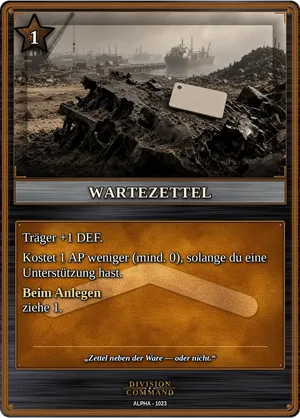 1
WARTEZETTEL
Träger +1 DEF.
Kostet 1 AP weniger (mind. 0), solange du eine
Unterstützung hast.
Beim Anlegen
ziehe 1.
„Zettel neben der Ware — oder nicht.“
DIVISION
COMMAND
ALPHA - 1023